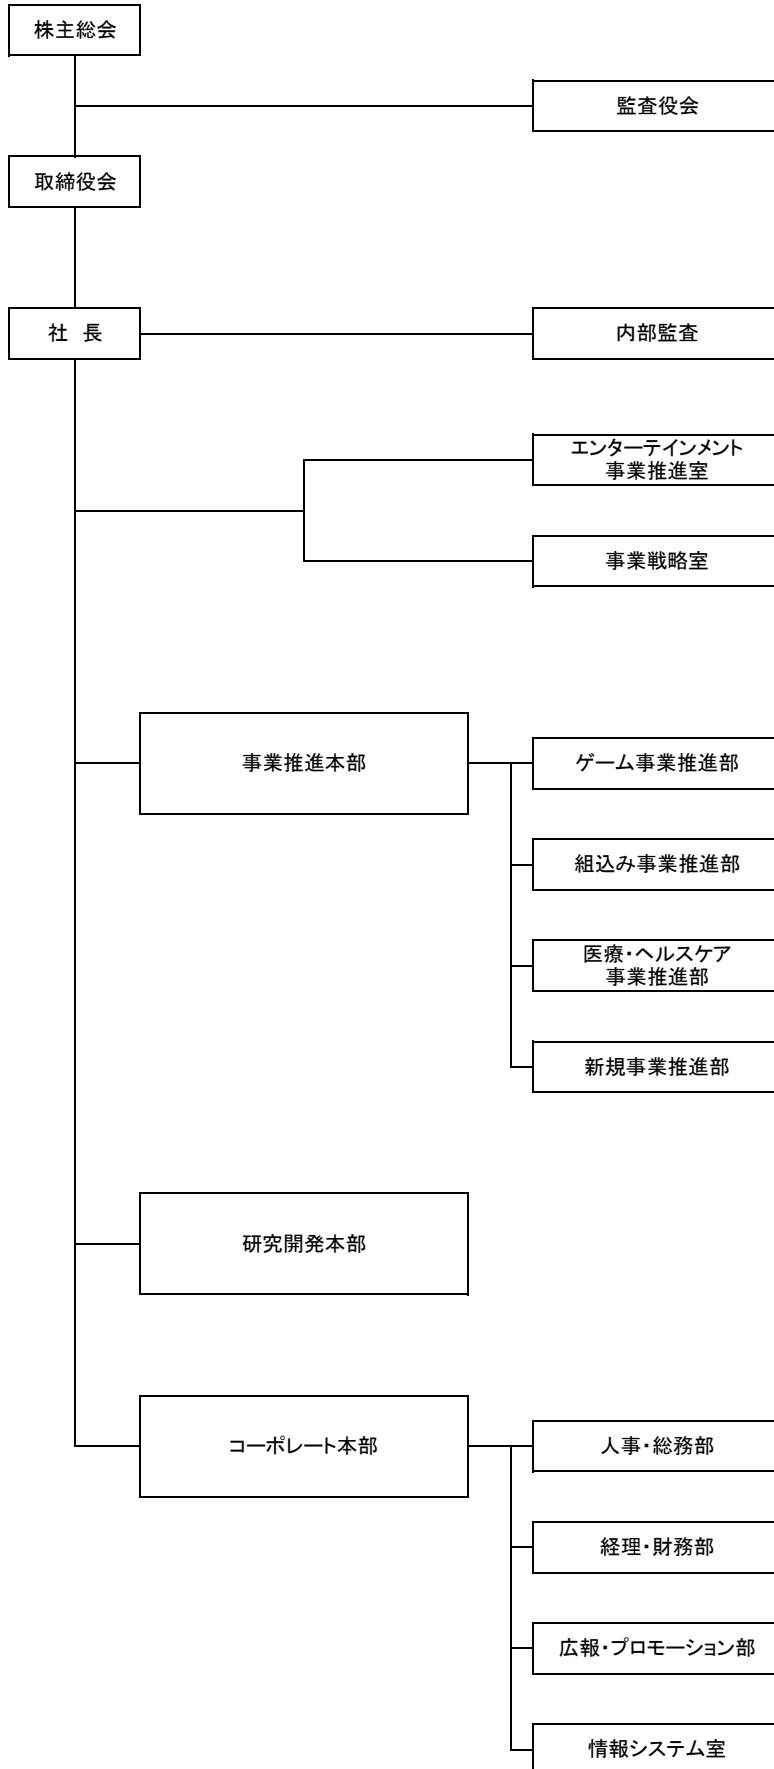 株主総会
監査役会
取締役会
社 長
内部監査
エンターテインメント
事業推進室
事業戦略室
事業推進本部
ゲーム事業推進部
組込み事業推進部
医療・ヘルスケア
事業推進部
新規事業推進部
研究開発本部
コーポレート本部
人事・総務部
経理・財務部
広報・プロモーション部
情報システム室